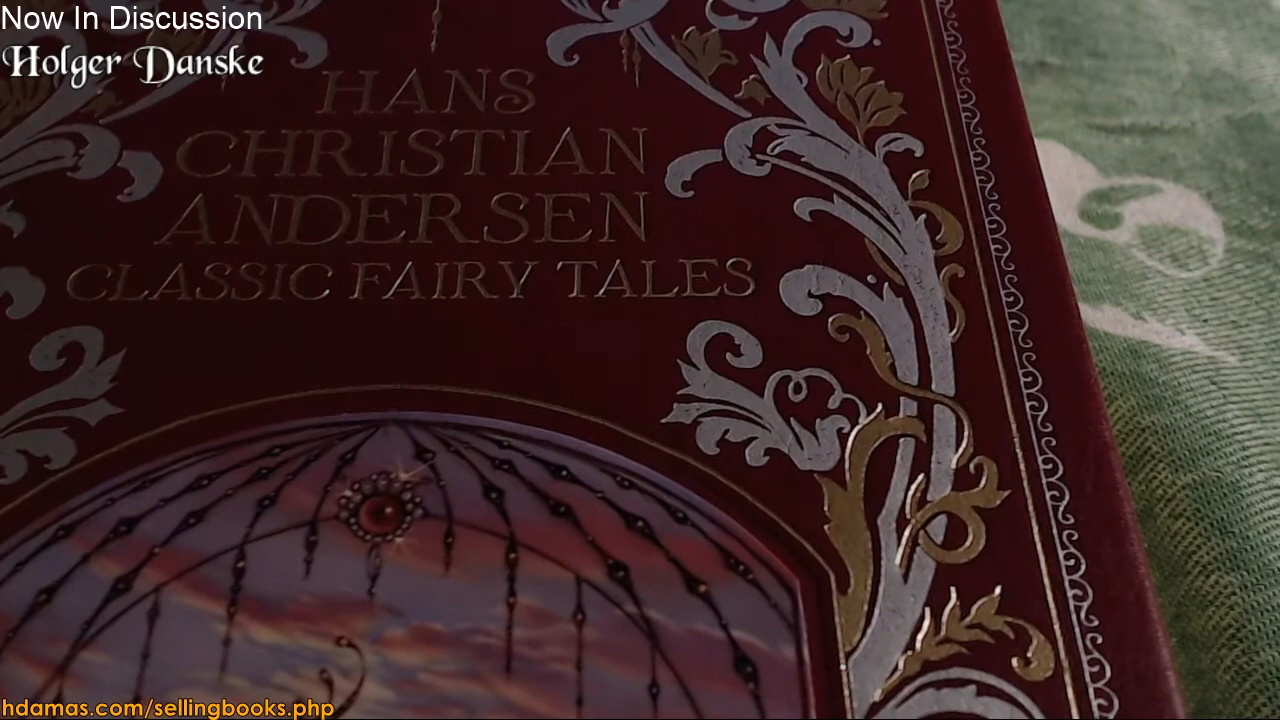 Now In Discussion
Holger Danske
HANS
CHRISTIAN
ANDERSEN
CLASSIC FAIRY TALES
hdamas.com/sellingbooks.php